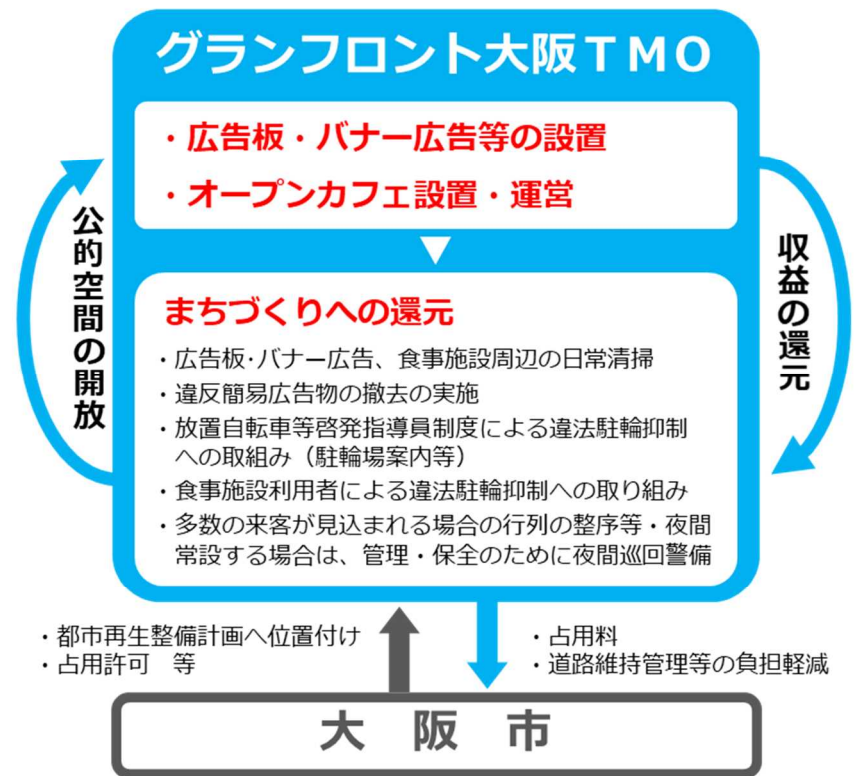 グランフロント大阪TMO
・広告板・バナー広告等の設置
・オープンカフェ設置・運営
公的空間の開放
収益の還元
まちづくりへの還元
・広告板・バナー広告、食事施設周辺の日常清掃
・違反簡易広告物の撤去の実施
・放置自転車等啓発指導員制度による違法駐輪抑制
への取組み（駐輪場案内等）
・食事施設利用者による違法駐輪抑制への取り組み
・多数の来客が見込まれる場合の行列の整序等・夜間
常設する場合は、管理・保全のために夜間巡回警備
・都市再生整備計画へ位置付け
・占用許可　等
・占用料
・道路維持管理等の負担軽減
大　阪　市